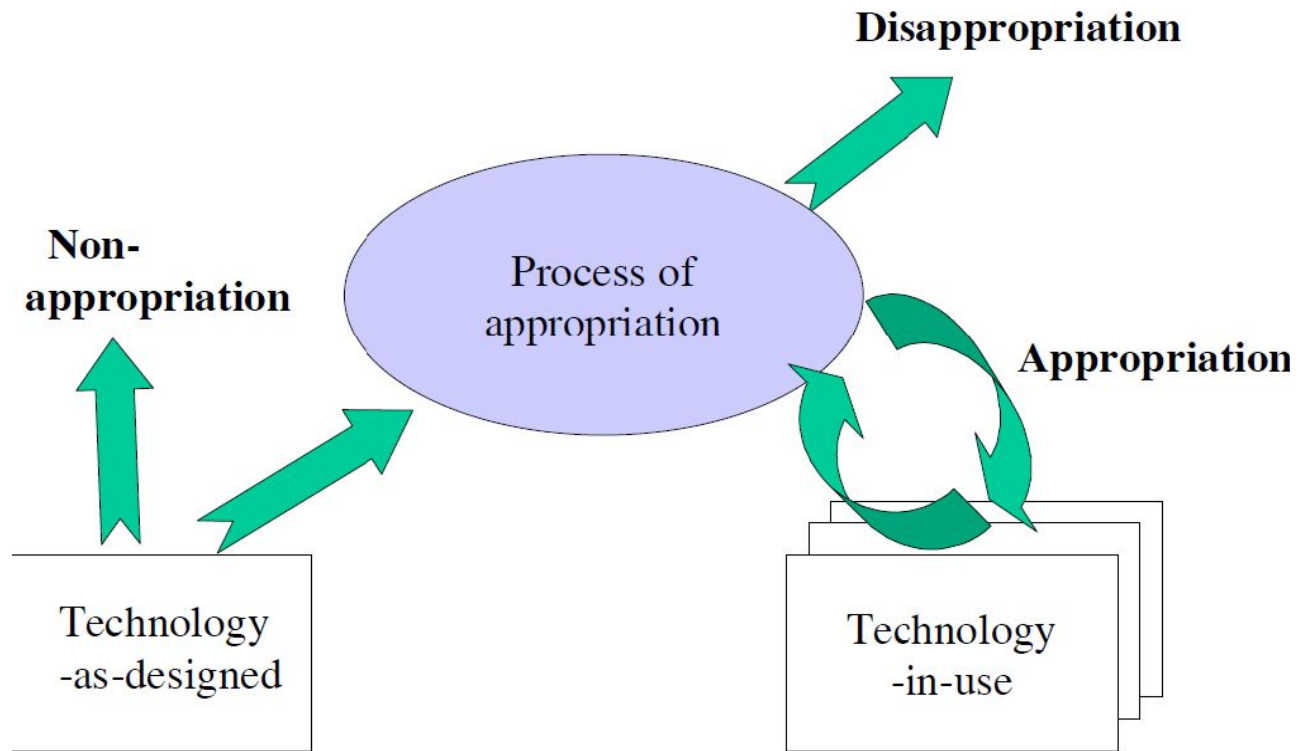 Disappropriation
Non-
appropriation
Process of
appropriation
Appropriation
Technology
-as-designed
Technology
-in-use